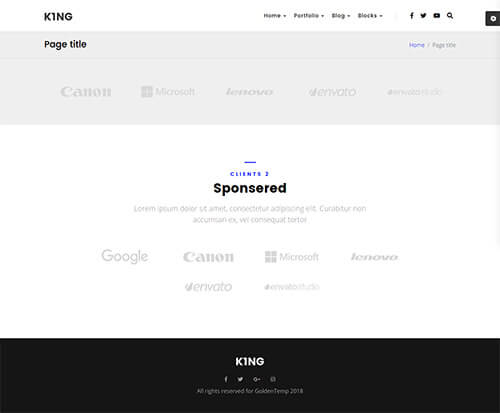 K1NG
Home Portfolio Blog Blocks
Page title
Home / Page title
Canon Microsoft lenovo envato envatostudio
CLIENTS 2
Sponsered
Lorem ipsum dolor sit amet, consectetur adipiscing elit. Curabitur non
accumsan ex, vel consequat tortor
Google Canon Microsoft lenovo
envato envatostudio
K1NG
All rights reserved for GoldenTemp 2018